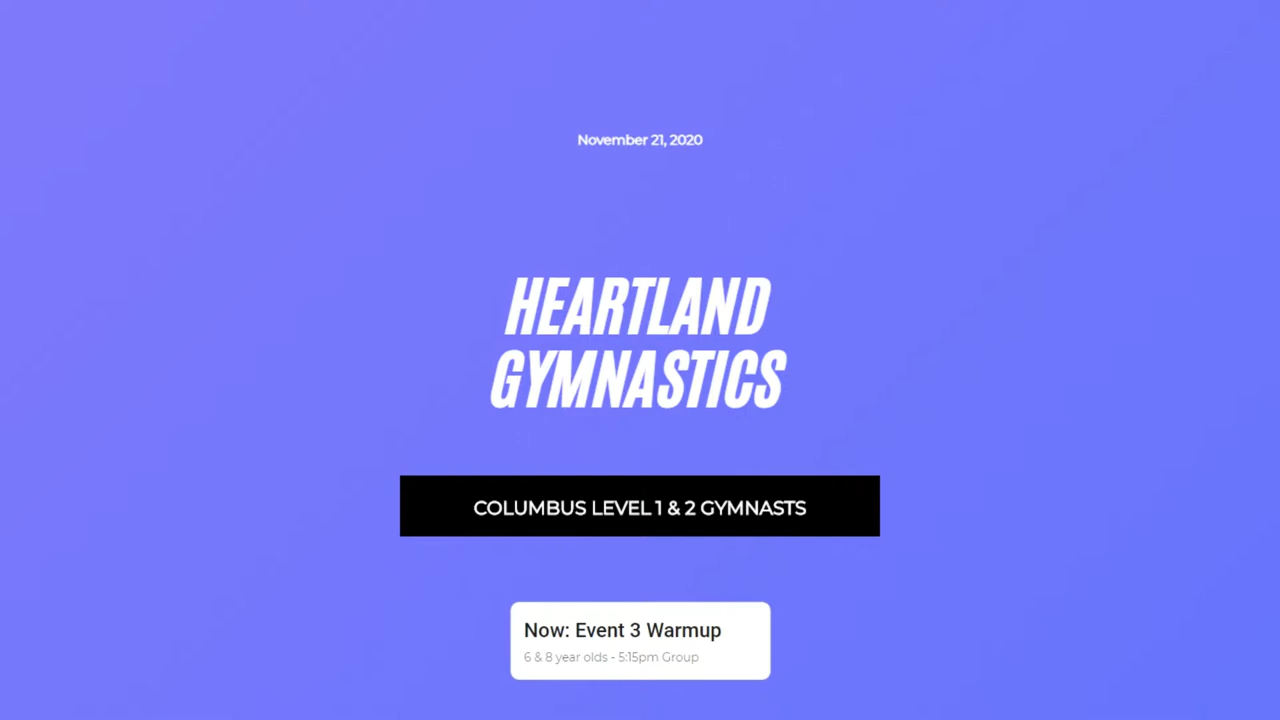 November 21, 2020
HEARTLAND
GYMNASTICS
COLUMBUS LEVEL 1 & 2 GYMNASTS
Now: Event 3 Warmup
6 & 8 year olds - 5:15pm Group